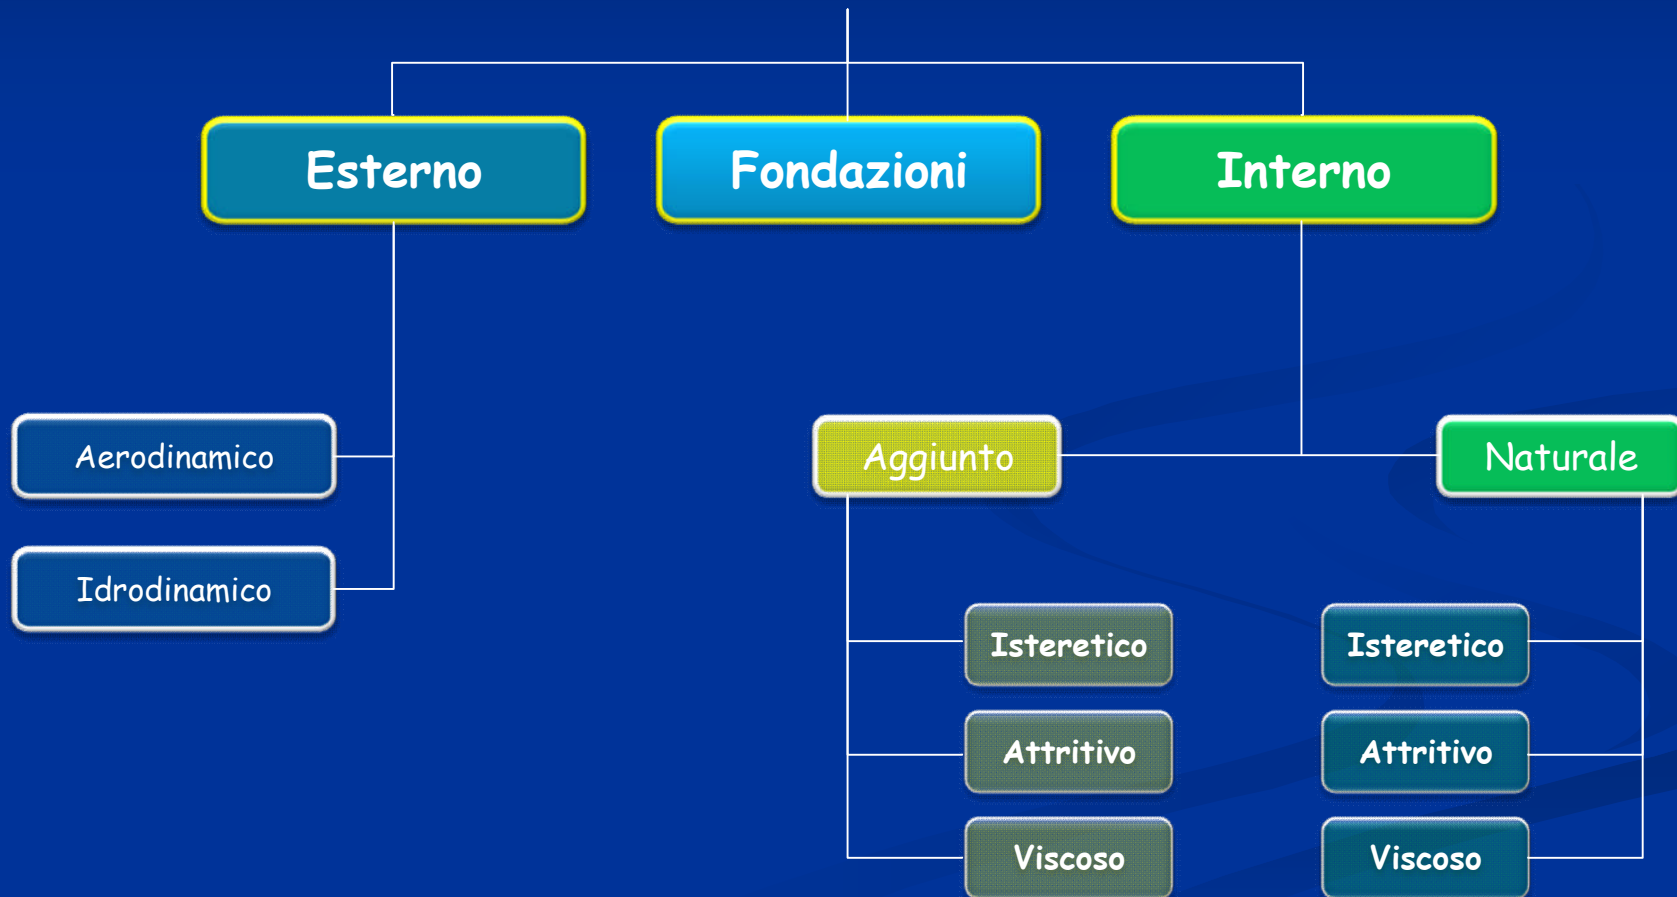 Esterno
Fondazioni
Interno
Aerodinamico
Aggiunto
Naturale
Idrodinamico
Isteretico
Isteretico
Attritivo
Attritivo
Viscoso
Viscoso